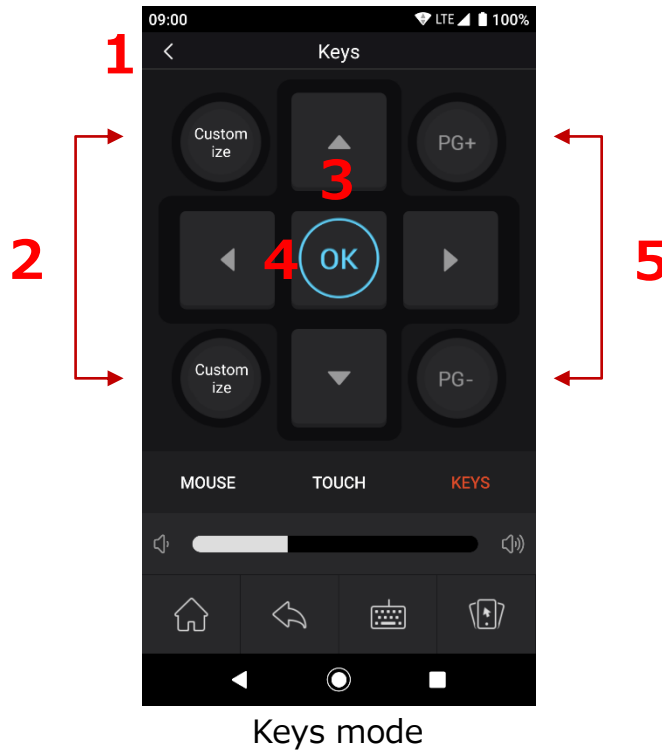 09:00 LTE 100%
1
Keys
Custom
ize
PG+
3
2
4
OK
5
Custom
ize
PG-
MOUSE TOUCH KEYS
Keys mode